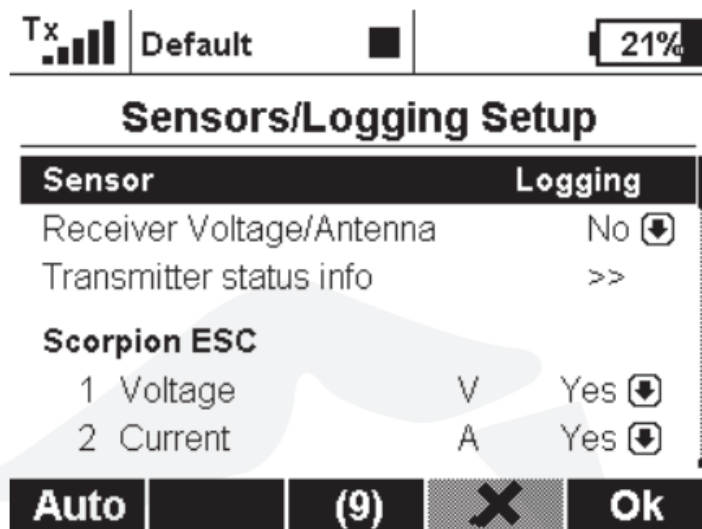 Tx Default 21%
Sensors/Logging Setup
Sensor Logging
Receiver Voltage/Antenna No
Transmitter status info >>
Scorpion ESC
1 Voltage V Yes
2 Current A Yes
Auto (9) Ok